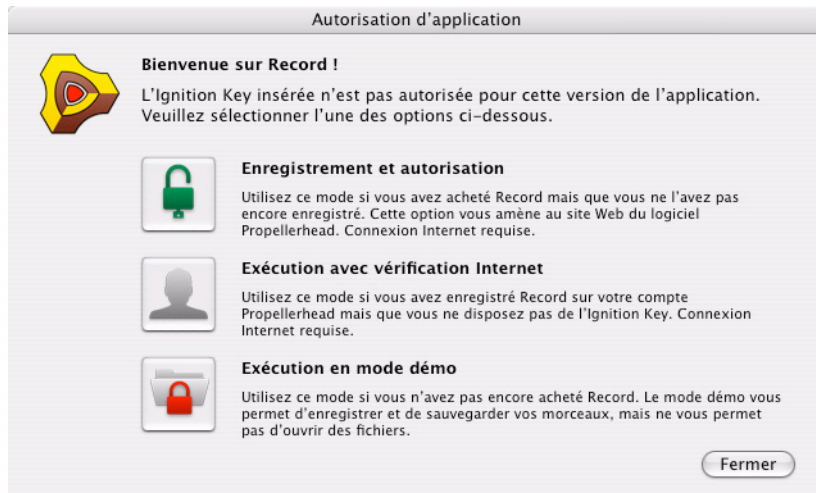 Autorisation d’application
Bienvenue sur Record !
L’Ignition Key insérée n’est pas autorisée pour cette version de l’application.
Veuillez sélectionner l’une des options ci-dessous.
Enregistrement et autorisation
Utilisez ce mode si vous avez acheté Record mais que vous ne l’avez pas
encore enregistré. Cette option vous amène au site Web du logiciel
Propellerhead. Connexion Internet requise.
Exécution avec vérification Internet
Utilisez ce mode si vous avez enregistré Record sur votre compte
Propellerhead mais que vous ne disposez pas de l’Ignition Key. Connexion
Internet requise.
Exécution en mode démo
Utilisez ce mode si vous n’avez pas encore acheté Record. Le mode démo vous
permet d’enregistrer et de sauvegarder vos morceaux, mais ne vous permet
pas d’ouvrir des fichiers.
Fermer